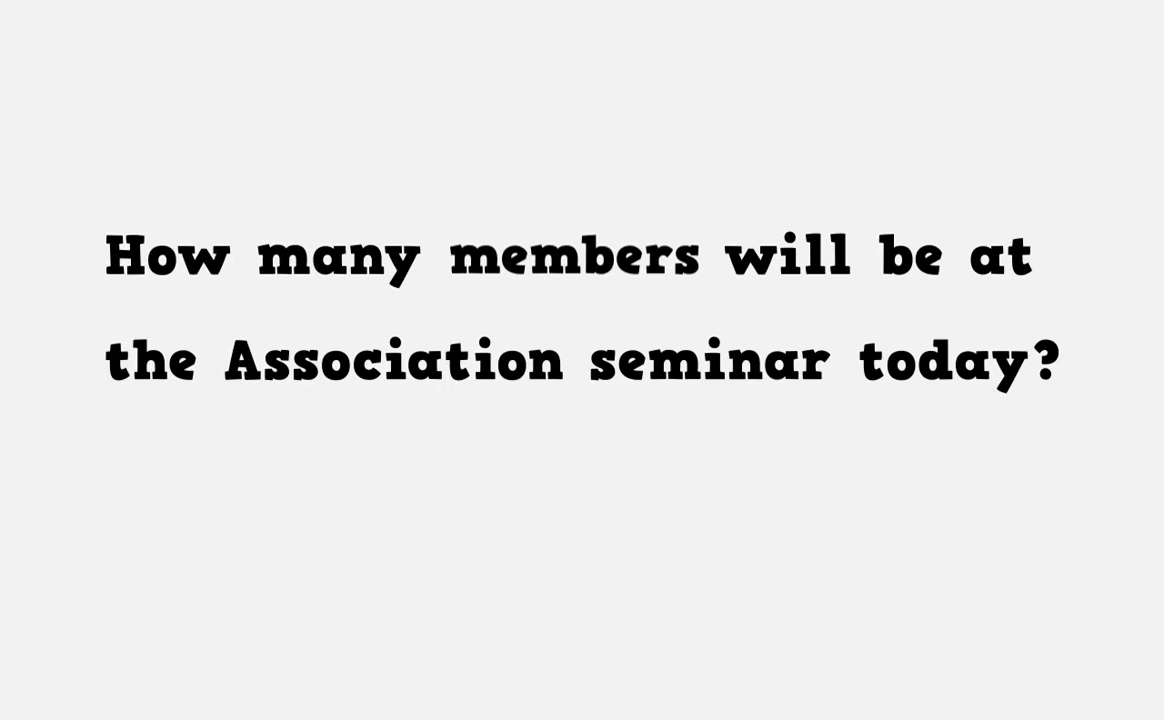 How many members will be at
the Association seminar today?